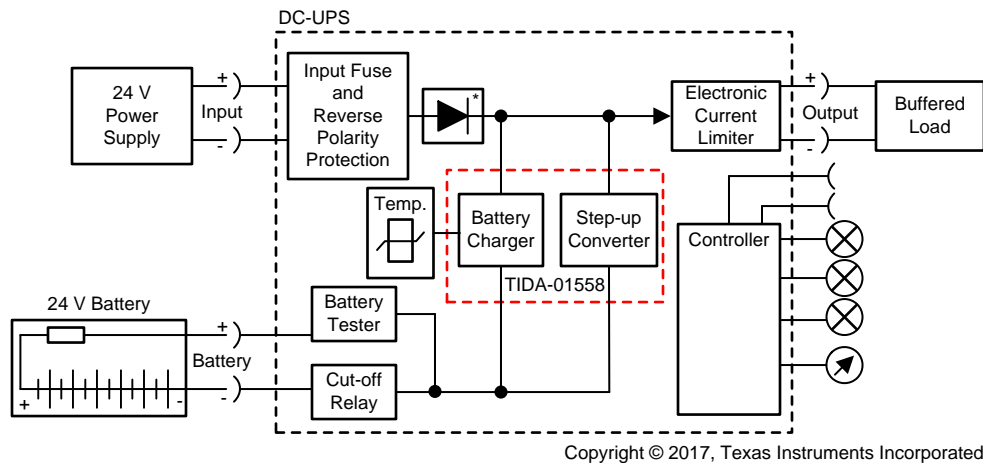 DC-UPS
24 V
Power
Supply
+
Input
-
Input Fuse
and
Reverse
Polarity
Protection
*
Electronic
Current
Limiter
+
Output
-
Buffered
Load
Temp.
Battery
Charger
Step-up
Converter
TIDA-01558
Controller
24 V Battery
+
-
+
Battery
-
Battery
Tester
Cut-off
Relay
Copyright © 2017, Texas Instruments Incorporated